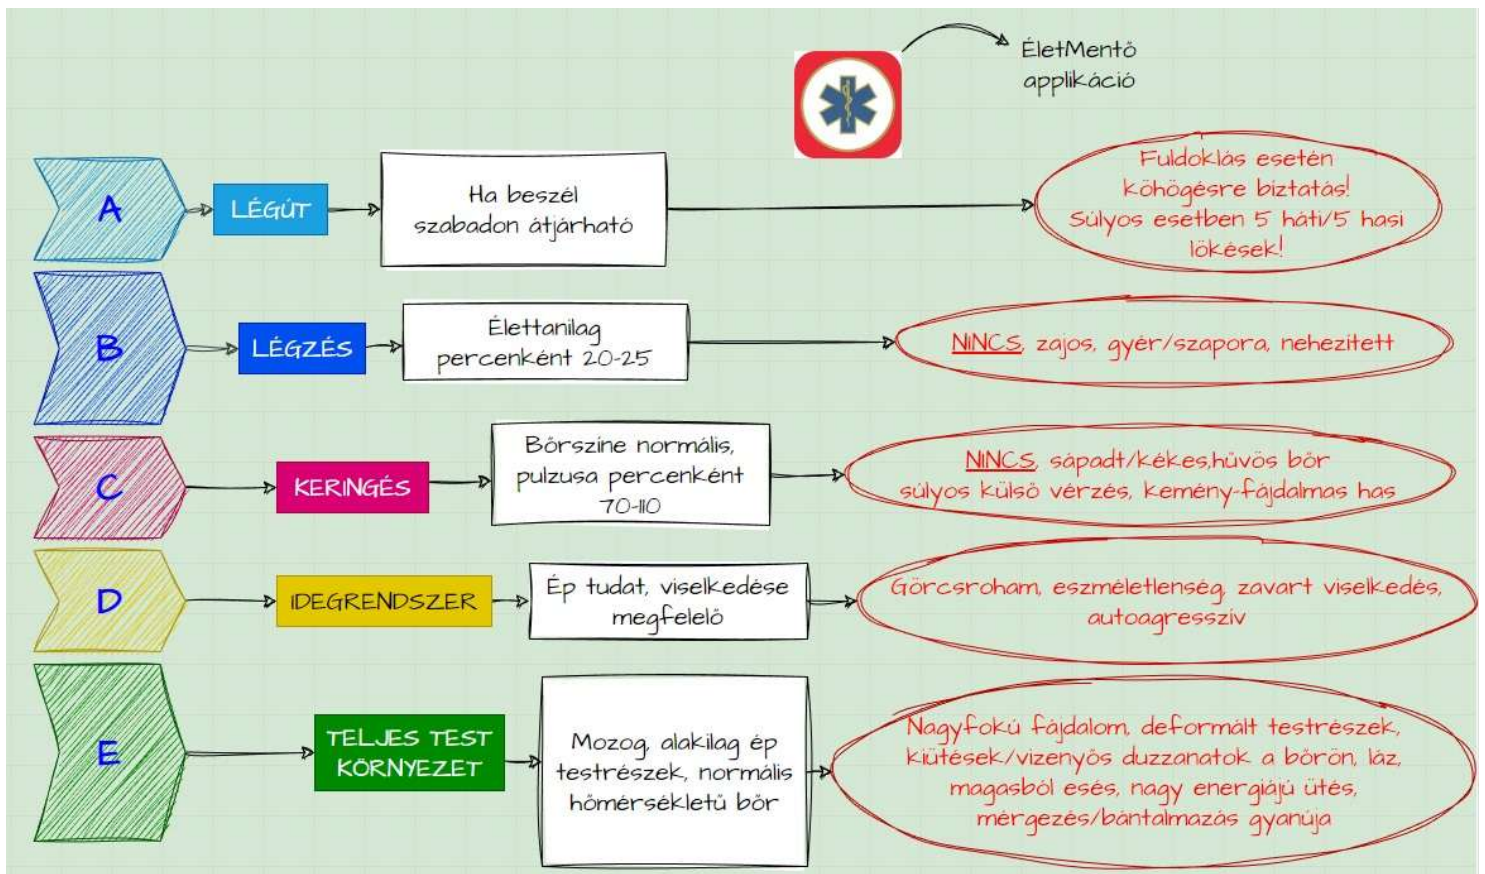 ÉletMentő
applikáció
A
LÉGÚT
Ha beszél
szabadon átjárható
Fuldoklás esetén
köhögésre biztatás!
Súlyos esetben 5 háti/5 hasi
lökések!
B
LÉGZÉS
Élettanilag
percenként 20-25
NINCS, zajos, gyér/szapora, nehezített
C
KERINGÉS
Bőrszíne normális,
pulzusa percenként
70-110
NINCS, sápadt/kékes,hűvös bőr
súlyos külső vérzés, kemény-fájdalmas has
D
IDEGRENDSZER
Ép tudat, viselkedése
megfelelő
Görcsroham, eszméletlenség, zavart viselkedés,
autoagresszív
E
TELJES TEST
KÖRNYEZET
Mozog, alakilag ép
testrészek, normális
hőmérsékletű bőr
Nagyfokú fájdalom, deformált testrészek,
kiütések/vizenyős duzzanatok a bőrön, láz,
magasból esés, nagy energiájú ütés,
mérgezés/bántalmazás gyanúja